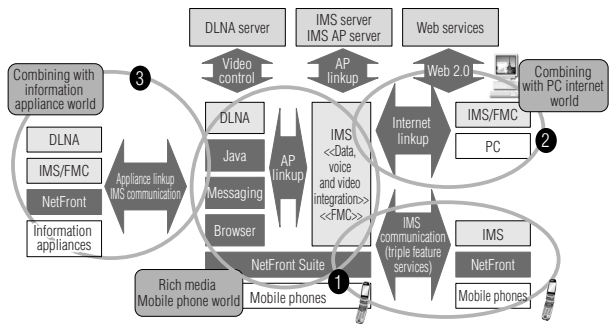 DLNA server
IMS server
IMS AP server
Web services
Video
control
AP
linkup
Web 2.0
Combining with
information
appliance world
3
Combining
with PC internet
world
DLNA
IMS/FMC
NetFront
Information
appliances
Appliance linkup
IMS communication
DLNA
Java
Messaging
Browser
AP
linkup
IMS
<<Data,
voice
and video
integration>>
<<FMC>>
Internet
linkup
IMS/FMC
PC
2
IMS
communication
(triple feature
services)
IMS
NetFront
Mobile phones
NetFront Suite
1
Rich media
Mobile phone world
Mobile phones